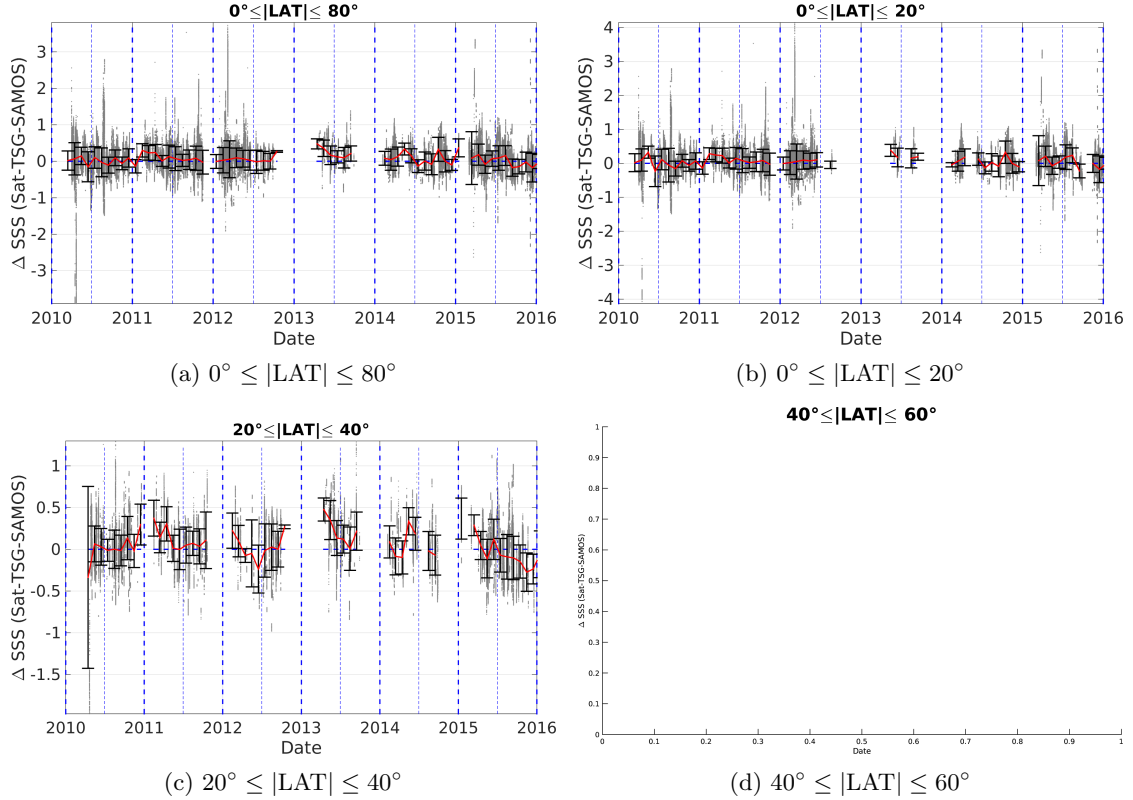 0°≤|LAT|≤ 80°
3
2
1
0
-1
-2
-3
Δ SSS (Sat-TSG-SAMOS)
2010 2011 2012 2013 2014 2015 2016
Date
(a) 0° ≤ |LAT| ≤ 80°
0°≤|LAT|≤ 20°
4
3
2
1
0
-1
-2
-3
-4
Δ SSS (Sat-TSG-SAMOS)
2010 2011 2012 2013 2014 2015 2016
Date
(b) 0° ≤ |LAT| ≤ 20°
20°≤|LAT|≤ 40°
1
0.5
0
-0.5
-1
-1.5
Δ SSS (Sat-TSG-SAMOS)
2010 2011 2012 2013 2014 2015 2016
Date
(c) 20° ≤ |LAT| ≤ 40°
40°≤|LAT|≤ 60°
1
0.9
0.8
0.7
0.6
0.5
0.4
0.3
0.2
0.1
0
Δ SSS (Sat-TSG-SAMOS)
0 0.1 0.2 0.3 0.4 0.5 0.6 0.7 0.8 0.9 1
Date
(d) 40° ≤ |LAT| ≤ 60°